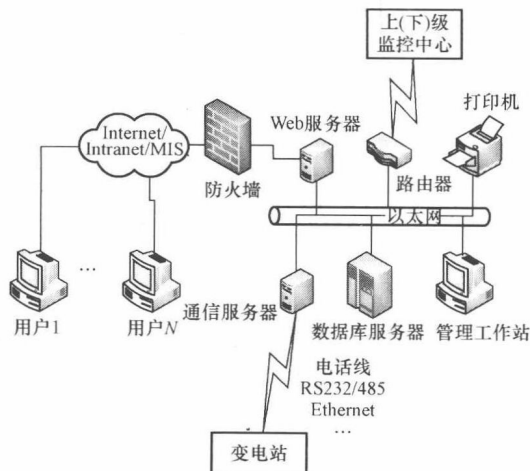 上(下)级
监控中心
打印机
Web服务器
Internet/
Intranet/MIS
防火墙
路由器
以太网
...
用户1
用户N
通信服务器
数据库服务器
管理工作站
电话线
RS232/485
Ethernet
...
变电站